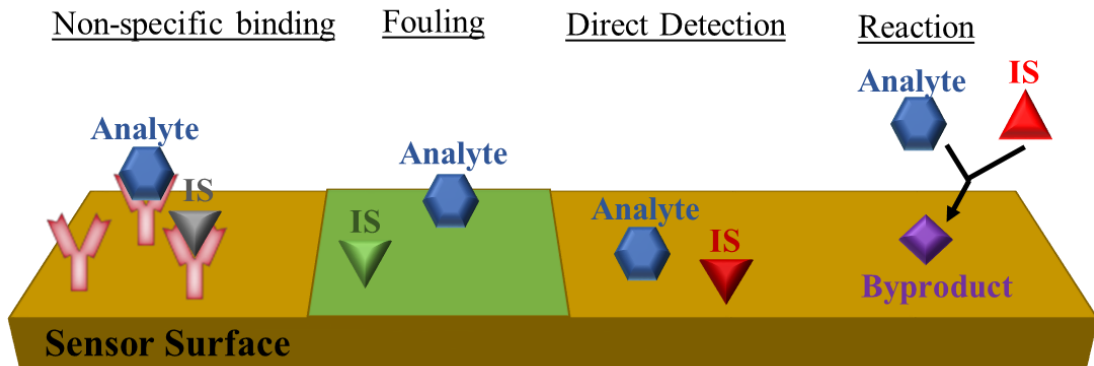 Non-specific binding
Fouling
Direct Detection
Reaction
Analyte
IS
Analyte
IS
Analyte
IS
Analyte
IS
Byproduct
Sensor Surface